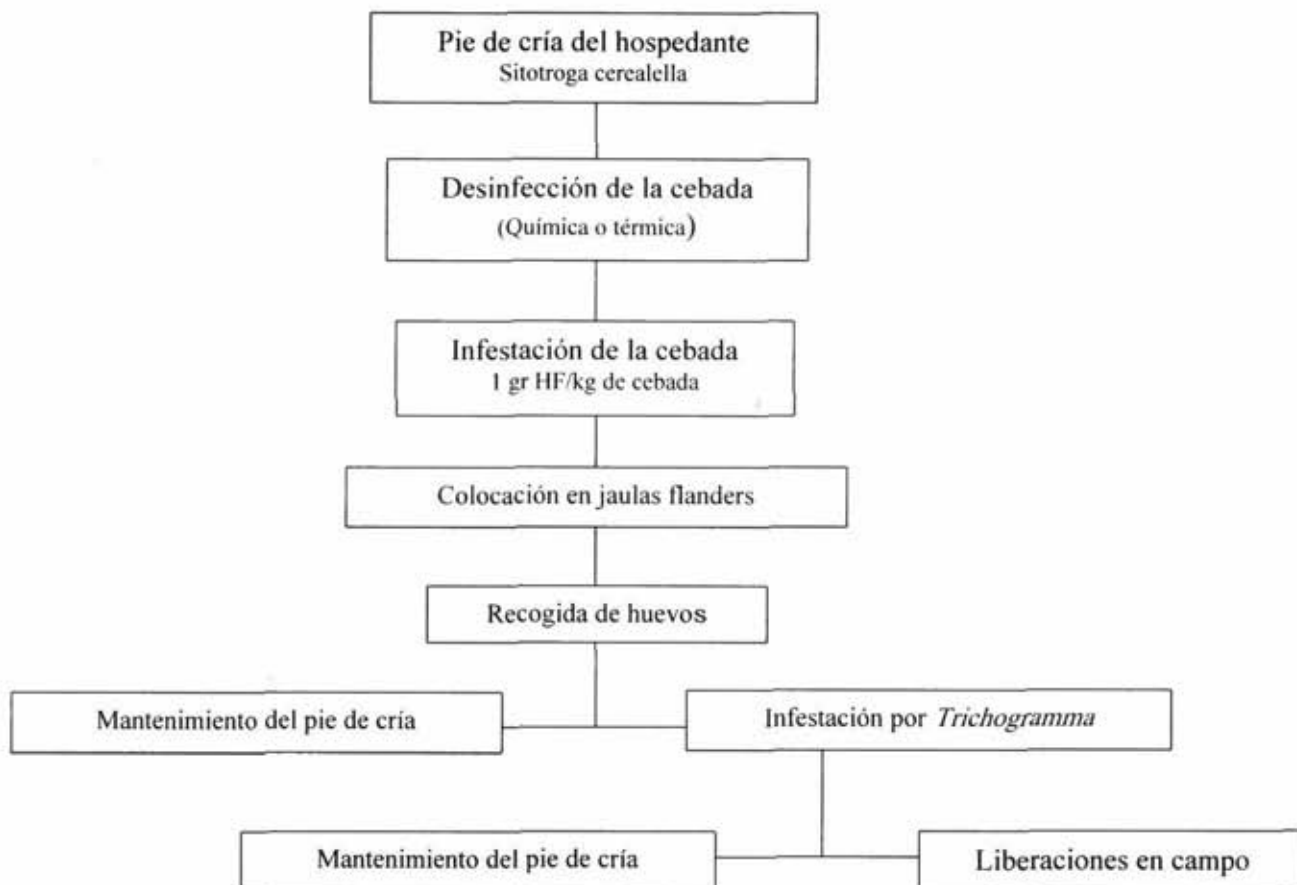 Pie de cría del hospedante
Sitotroga cerealella
Desinfección de la cebada
(Química o térmica)
Infestación de la cebada
1 gr HF/kg de cebada
Colocación en jaulas flanders
Recogida de huevos
Mantenimiento del pie de cría
Infestación por Trichogramma
Mantenimiento del pie de cría
Liberaciones en campo